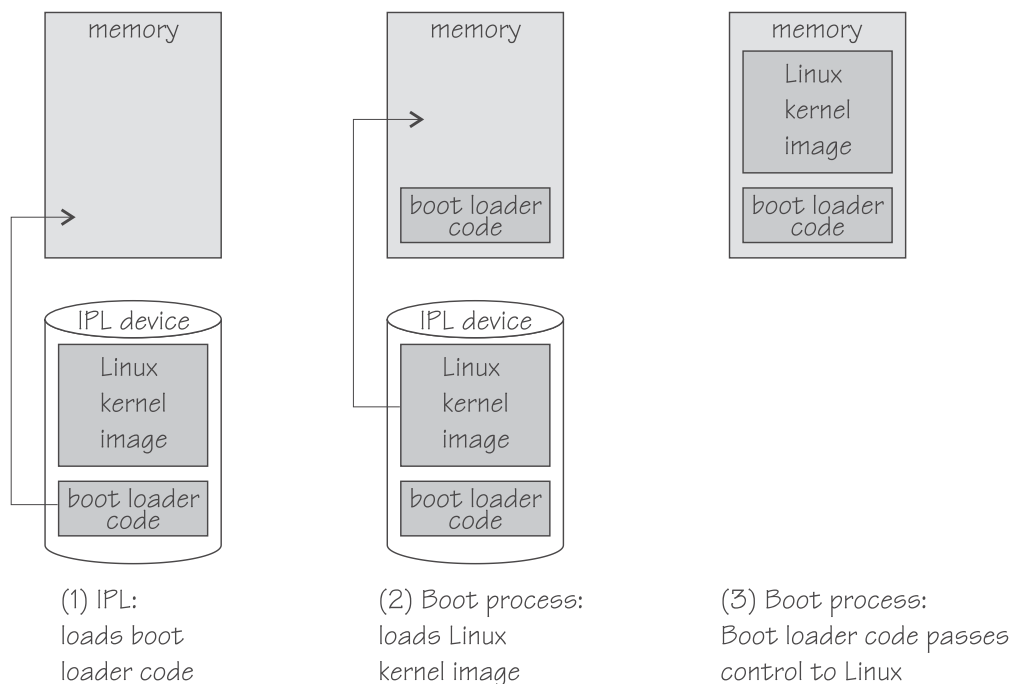 memory
IPL device
Linux
kernel
image
boot loader
code
(1) IPL:
loads boot
loader code
memory
boot loader
code
IPL device
Linux
kernel
image
boot loader
code
(2) Boot process:
loads Linux
kernel image
memory
Linux
kernel
image
boot loader
code
(3) Boot process:
Boot loader code passes
control to Linux